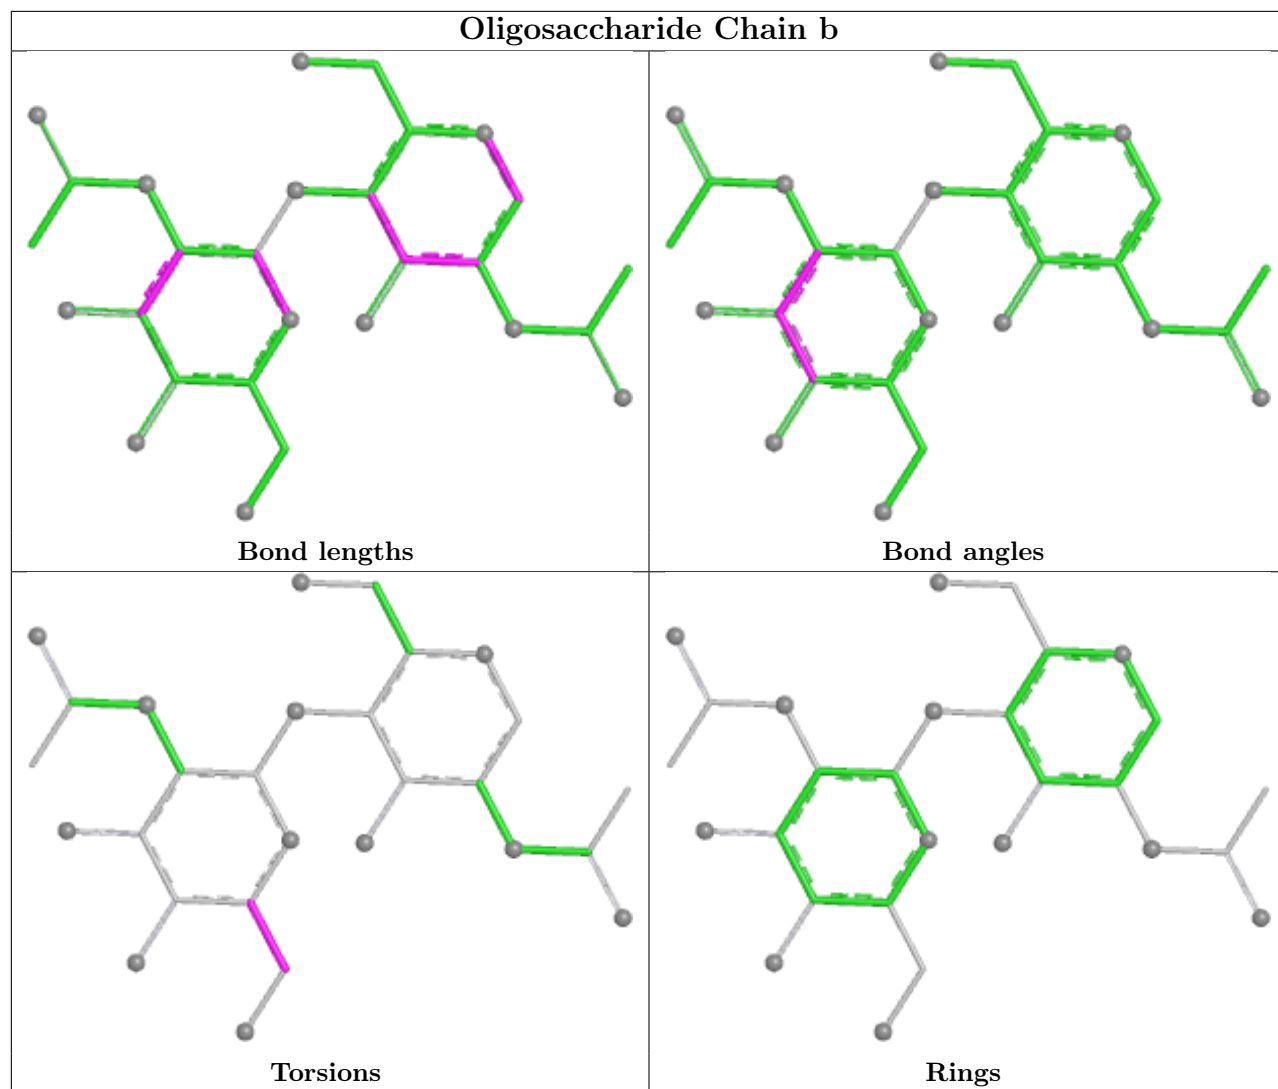 Oligosaccharide Chain b
Bond lengths
Bond angles
Torsions
Rings